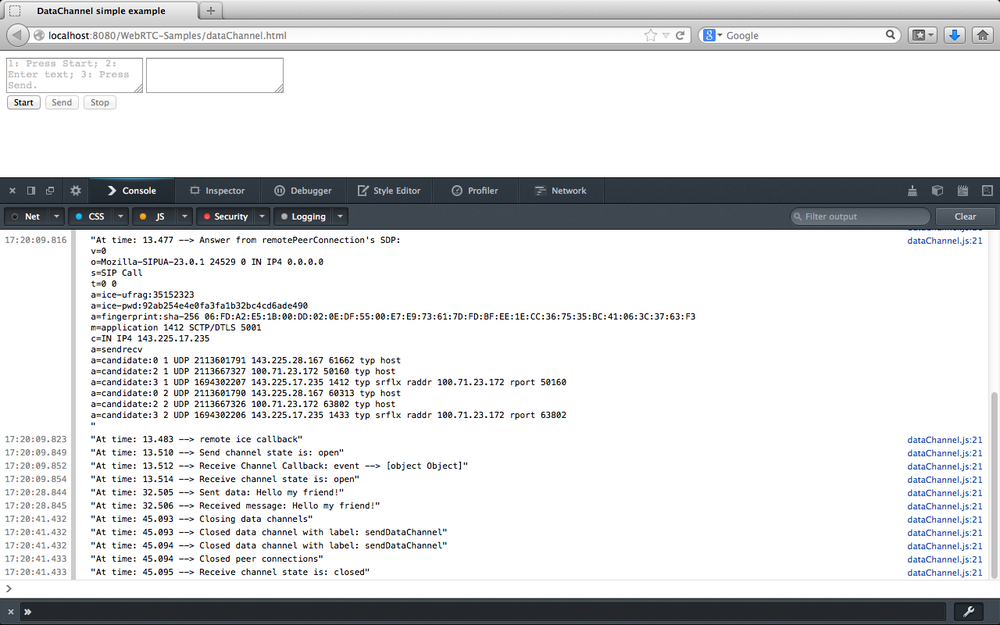 DataChannel simple example
localhost:8080/WebRTC-Samples/dataChannel.html
Google
1: Press Start; 2:
Enter text; 3: Press
Send.
Start Send Stop
Console Inspector Debugger Style Editor Profiler Network
Net CSS JS Security Logging Filter output Clear
17:20:09.816 "At time: 13.477 --> Answer from remotePeerConnection's SDP: dataChannel.js:21
v=0
o=Mozilla-SIPUA-23.0.1 24529 0 IN IP4 0.0.0.0
s=SIP Call
t=0 0
a=ice-ufrag:35152323
a=ice-pwd:92ab254e4e0fa3fa1b32bc4cd6ade490
a=fingerprint:sha-256 06:FD:A2:E5:1B:00:DD:02:0E:DF:55:00:E7:E9:73:61:7D:FD:BF:EE:1E:CC:36:75:35:BC:41:06:3C:37:63:F3
m=application 1412 SCTP/DTLS 5001
c=IN IP4 143.225.17.235
a=sendrecv
a=candidate:0 1 UDP 2113601791 143.225.28.167 61662 typ host
a=candidate:2 1 UDP 2113667327 100.71.23.172 50160 typ host
a=candidate:3 1 UDP 1694302207 143.225.17.235 1412 typ srflx raddr 100.71.23.172 rport 50160
a=candidate:0 2 UDP 2113601790 143.225.28.167 60313 typ host
a=candidate:2 2 UDP 2113667326 100.71.23.172 63802 typ host
a=candidate:3 2 UDP 1694302206 143.225.17.235 1433 typ srflx raddr 100.71.23.172 rport 63802
"
17:20:09.823 "At time: 13.483 --> remote ice callback" dataChannel.js:21
17:20:09.849 "At time: 13.510 --> Send channel state is: open" dataChannel.js:21
17:20:09.852 "At time: 13.512 --> Receive Channel Callback: event --> [object Object]" dataChannel.js:21
17:20:09.854 "At time: 13.514 --> Receive channel state is: open" dataChannel.js:21
17:20:28.844 "At time: 32.505 --> Sent data: Hello my friend!" dataChannel.js:21
17:20:28.845 "At time: 32.506 --> Received message: Hello my friend!" dataChannel.js:21
17:20:41.432 "At time: 45.093 --> Closing data channels" dataChannel.js:21
17:20:41.432 "At time: 45.093 --> Closed data channel with label: sendDataChannel" dataChannel.js:21
17:20:41.432 "At time: 45.094 --> Closed data channel with label: sendDataChannel" dataChannel.js:21
17:20:41.433 "At time: 45.094 --> Closed peer connections" dataChannel.js:21
17:20:41.433 "At time: 45.095 --> Receive channel state is: closed" dataChannel.js:21